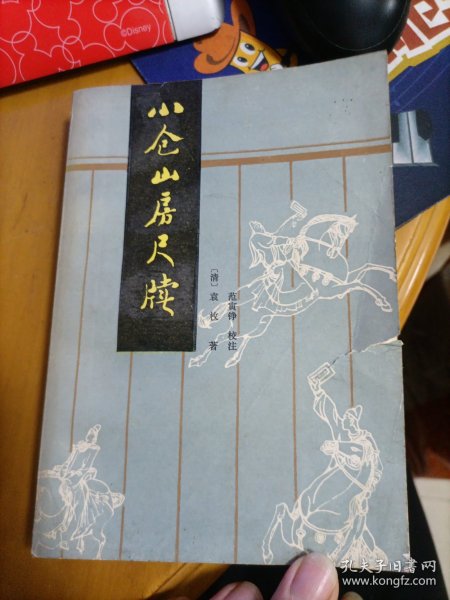 ©Disney
小仓山房尺牍
〔清〕袁枚 著
范寅铮 校注
孔夫子旧书网
www.kongfz.com